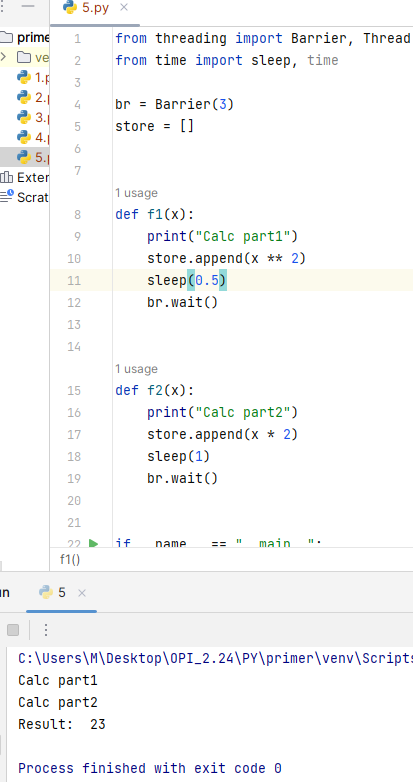 5.py ×
prime
ve
1.
2.p
3.
4.
5.p
Exter
Scrat
1 from threading import Barrier, Thread
2 from time import sleep, time
3
4 br = Barrier(3)
5 store = []
6
7
1 usage
8 def f1(x):
9 print("Calc part1")
10 store.append(x ** 2)
11 sleep(0.5)
12 br.wait()
13
14
1 usage
15 def f2(x):
16 print("Calc part2")
17 store.append(x * 2)
18 sleep(1)
19 br.wait()
20
21
22 if __name__ == "__main__":
f1()
un 5 ×
C:\Users\M\Desktop\OPI_2.24\PY\primer\venv\Scripts
Calc part1
Calc part2
Result:  23
Process finished with exit code 0